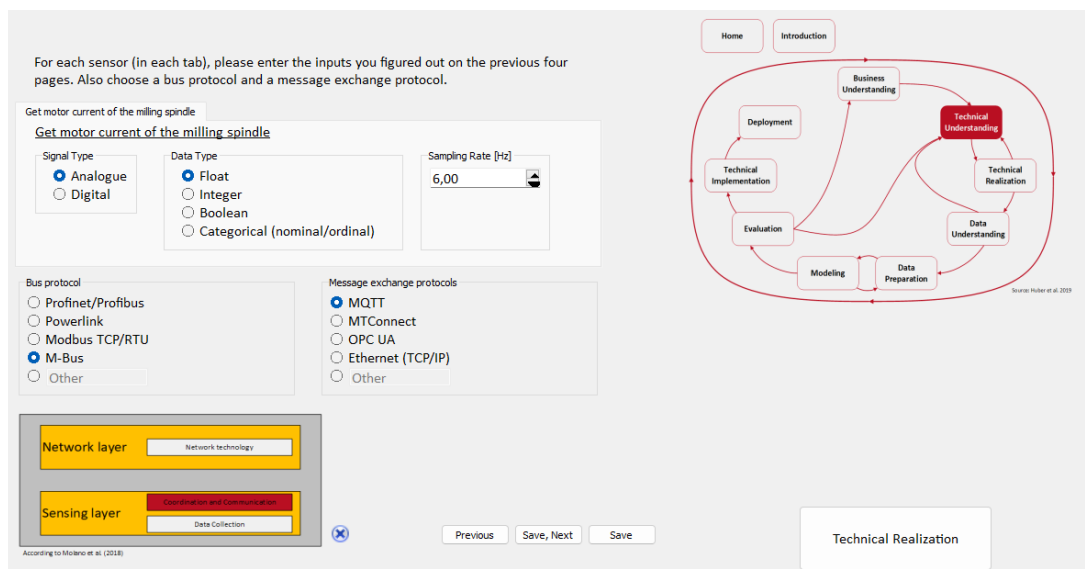 For each sensor (in each tab), please enter the inputs you figured out on the previous four
pages. Also choose a bus protocol and a message exchange protocol.
Get motor current of the milling spindle
Get motor current of the milling spindle
Signal Type
Analogue
Digital
Data Type
Float
Integer
Boolean
Categorical (nominal/ordinal)
Sampling Rate [Hz]
6,00
Bus protocol
Profinet/Profibus
Powerlink
Modbus TCP/RTU
M-Bus
Other
Message exchange protocols
MQTT
MTConnect
OPC UA
Ethernet (TCP/IP)
Other
Network layer
Network technology
Sensing layer
Coordination and Communication
Data Collection
According to Molano et al. (2018)
Previous
Save, Next
Save
Home
Introduction
Business
Understanding
Technical
Understanding
Deployment
Technical
Implementation
Technical
Realization
Evaluation
Data
Understanding
Modeling
Data
Preparation
Source: Huber et al. 2019
Technical Realization